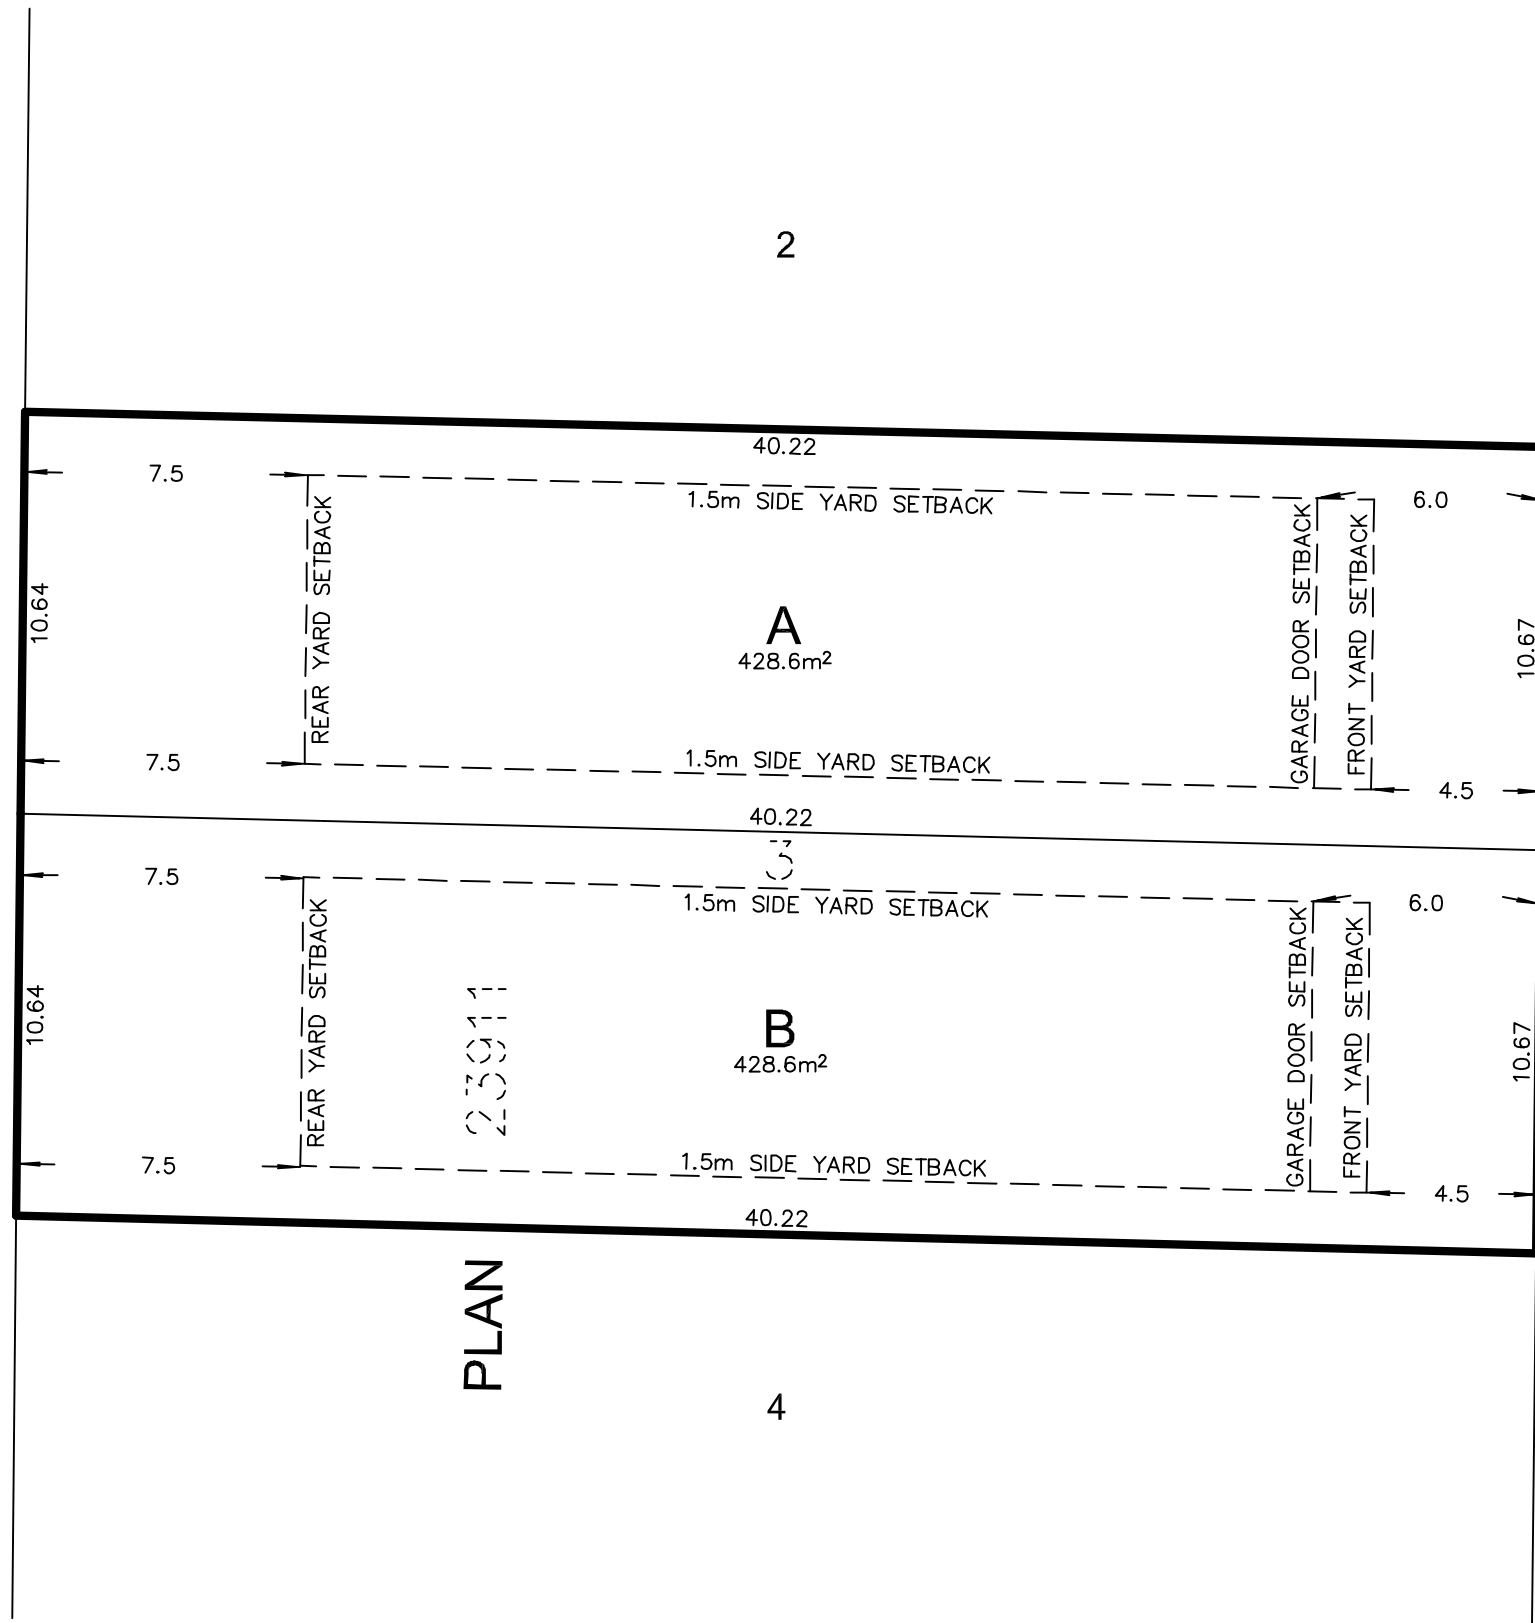 2
40.22
7.5
6.0
1.5m SIDE YARD SETBACK
REAR YARD SETBACK
GARAGE DOOR SETBACK
FRONT YARD SETBACK
10.64
A
428.6m²
10.67
1.5m SIDE YARD SETBACK
7.5
4.5
40.22
3
7.5
6.0
1.5m SIDE YARD SETBACK
REAR YARD SETBACK
GARAGE DOOR SETBACK
FRONT YARD SETBACK
10.64
23911
B
428.6m²
10.67
1.5m SIDE YARD SETBACK
7.5
4.5
40.22
PLAN
4